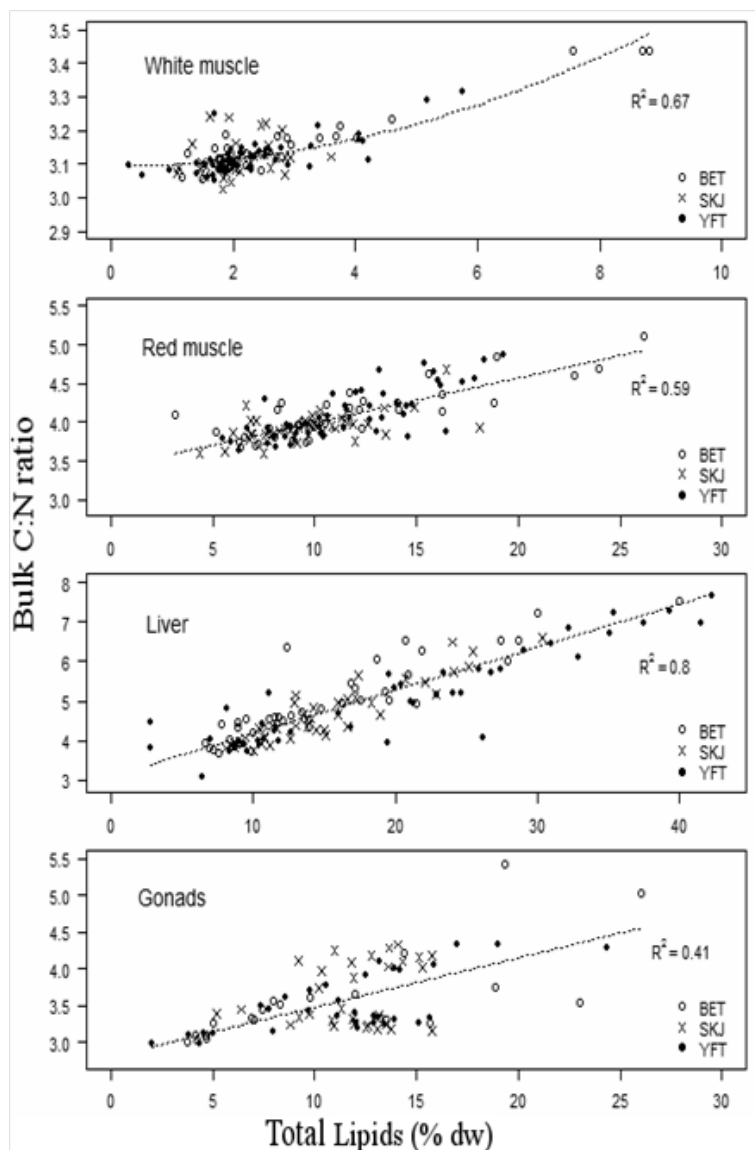 Bulk C:N ratio
3.5
3.4
3.3
3.2
3.1
3.0
2.9
White muscle
R² = 0.67
o BET
× SKJ
• YFT
0 2 4 6 8 10
5.5
5.0
4.5
4.0
3.5
3.0
Red muscle
R² = 0.59
o BET
× SKJ
• YFT
0 5 10 15 20 25 30
8
7
6
5
4
3
Liver
R² = 0.8
o BET
× SKJ
• YFT
0 10 20 30 40
5.5
5.0
4.5
4.0
3.5
3.0
Gonads
R² = 0.41
o BET
× SKJ
• YFT
0 5 10 15 20 25 30
Total Lipids (% dw)